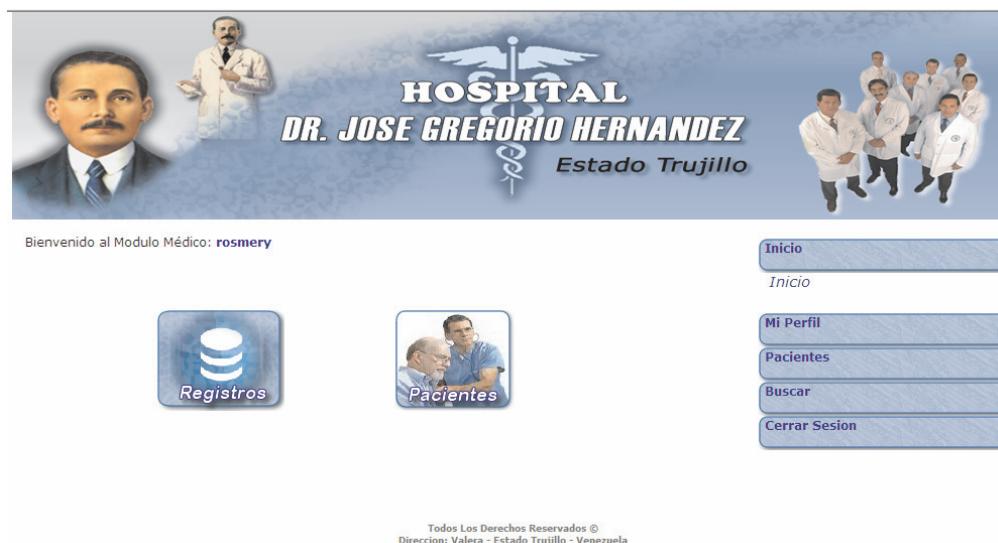 HOSPITAL
DR. JOSE GREGORIO HERNANDEZ
Estado Trujillo
Bienvenido al Modulo Médico: rosmery
Registros
Pacientes
Inicio
Inicio
Mi Perfil
Pacientes
Buscar
Cerrar Sesion
Todos Los Derechos Reservados ©
Direccion: Valera - Estado Trujillo - Venezuela